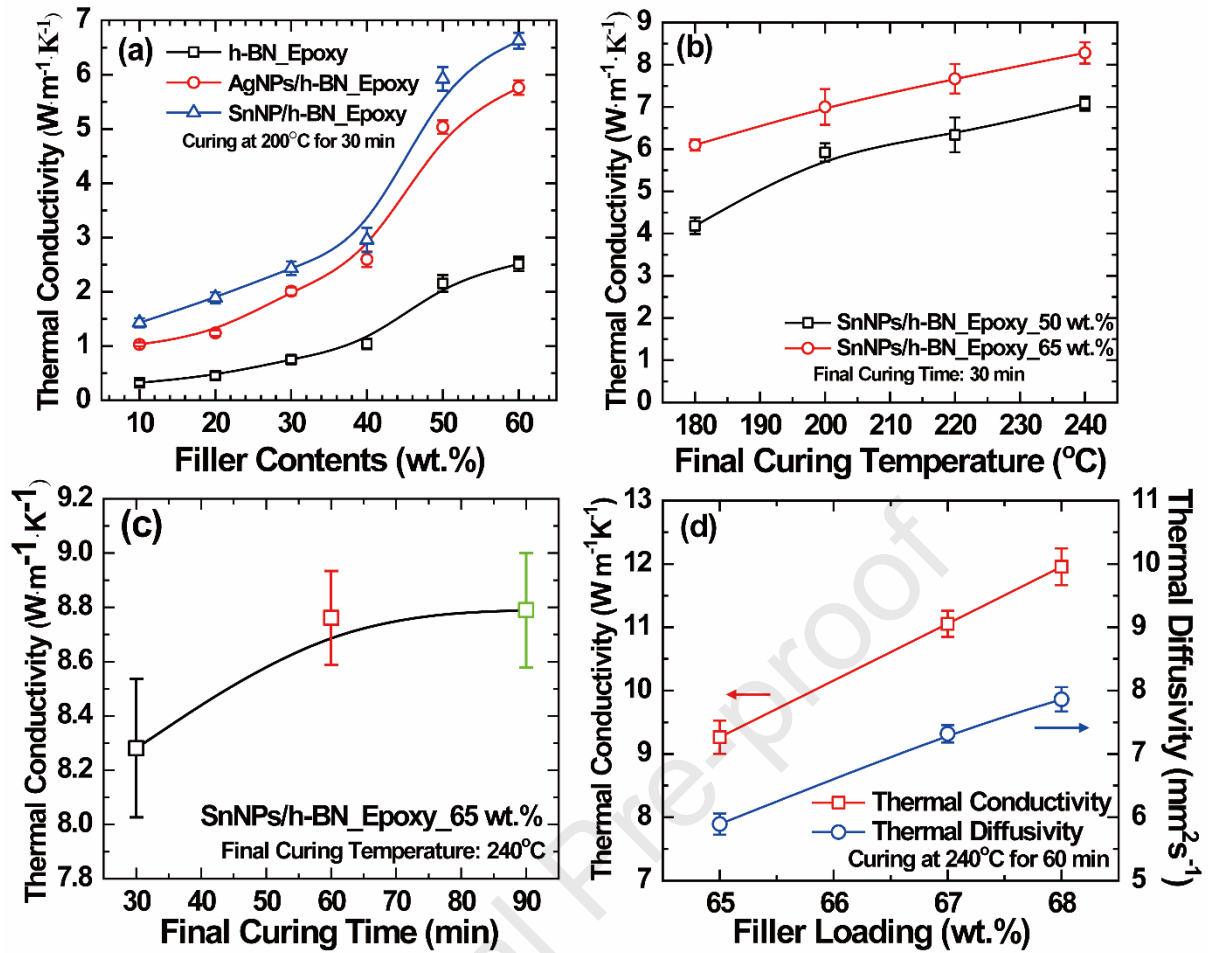 (a)
h-BN_Epoxy
AgNPs/h-BN_Epoxy
SnNP/h-BN_Epoxy
Curing at 200°C for 30 min
Thermal Conductivity (W·m⁻¹·K⁻¹)
7
6
5
4
3
2
1
0
10 20 30 40 50 60
Filler Contents (wt.%)
(b)
Thermal Conductivity (W·m⁻¹·K⁻¹)
9
8
7
6
5
4
3
2
1
0
SnNPs/h-BN_Epoxy_50 wt.%
SnNPs/h-BN_Epoxy_65 wt.%
Final Curing Time: 30 min
180 190 200 210 220 230 240
Final Curing Temperature (°C)
(c)
Thermal Conductivity (W·m⁻¹·K⁻¹)
9.2
9.0
8.8
8.6
8.4
8.2
8.0
7.8
SnNPs/h-BN_Epoxy_65 wt.%
Final Curing Temperature: 240°C
30 40 50 60 70 80 90
Final Curing Time (min)
(d)
Thermal Conductivity (W m⁻¹K⁻¹)
13
12
11
10
9
8
7
Thermal Conductivity
Thermal Diffusivity
Curing at 240°C for 60 min
65 66 67 68
Filler Loading (wt.%)
11
10
9
8
7
6
5
Thermal Diffusivity (mm²s⁻¹)
al Pre-proof